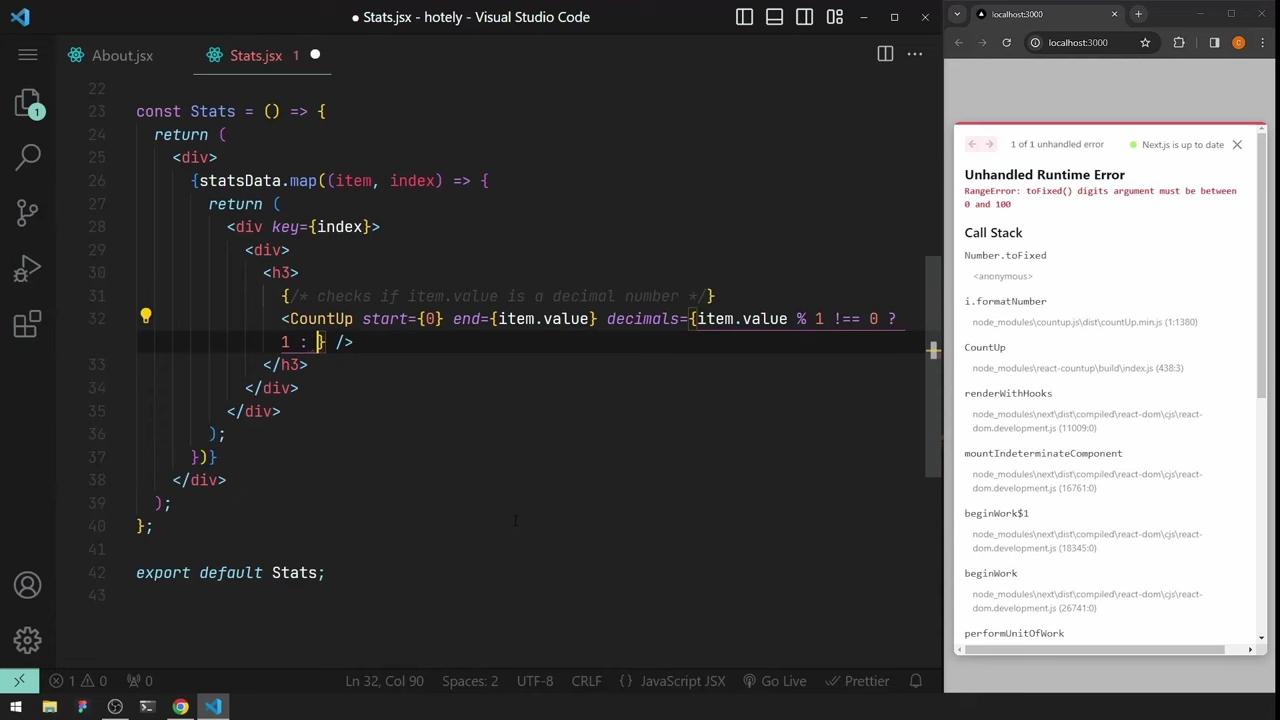 Stats.jsx - hotely - Visual Studio Code
About.jsx
Stats.jsx 1
22
23 const Stats = () => {
24 return (
25 <div>
26 {statsData.map((item, index) => {
27 return (
28 <div key={index}>
29 <div>
30 <h3>
31 {/* checks if item.value is a decimal number */}
32 <CountUp start={0} end={item.value} decimals={item.value % 1 !== 0 ?
1 : } />
33 </h3>
34 </div>
35 </div>
36 );
37 })}
38 </div>
39 );
40 };
41
42 export default Stats;
43
1
1 0 0 Ln 32, Col 90 Spaces: 2 UTF-8 CRLF {} JavaScript JSX Go Live Prettier
localhost:3000
localhost:3000
C
1 of 1 unhandled error Next.js is up to date
Unhandled Runtime Error
RangeError: toFixed() digits argument must be between
0 and 100
Call Stack
Number.toFixed
<anonymous>
i.formatNumber
node_modules\countup.js\dist\countUp.min.js (1:1380)
CountUp
node_modules\react-countup\build\index.js (438:3)
renderWithHooks
node_modules\next\dist\compiled\react-dom\cjs\react-
dom.development.js (11009:0)
mountIndeterminateComponent
node_modules\next\dist\compiled\react-dom\cjs\react-
dom.development.js (16761:0)
beginWork$1
node_modules\next\dist\compiled\react-dom\cjs\react-
dom.development.js (18345:0)
beginWork
node_modules\next\dist\compiled\react-dom\cjs\react-
dom.development.js (26741:0)
performUnitOfWork